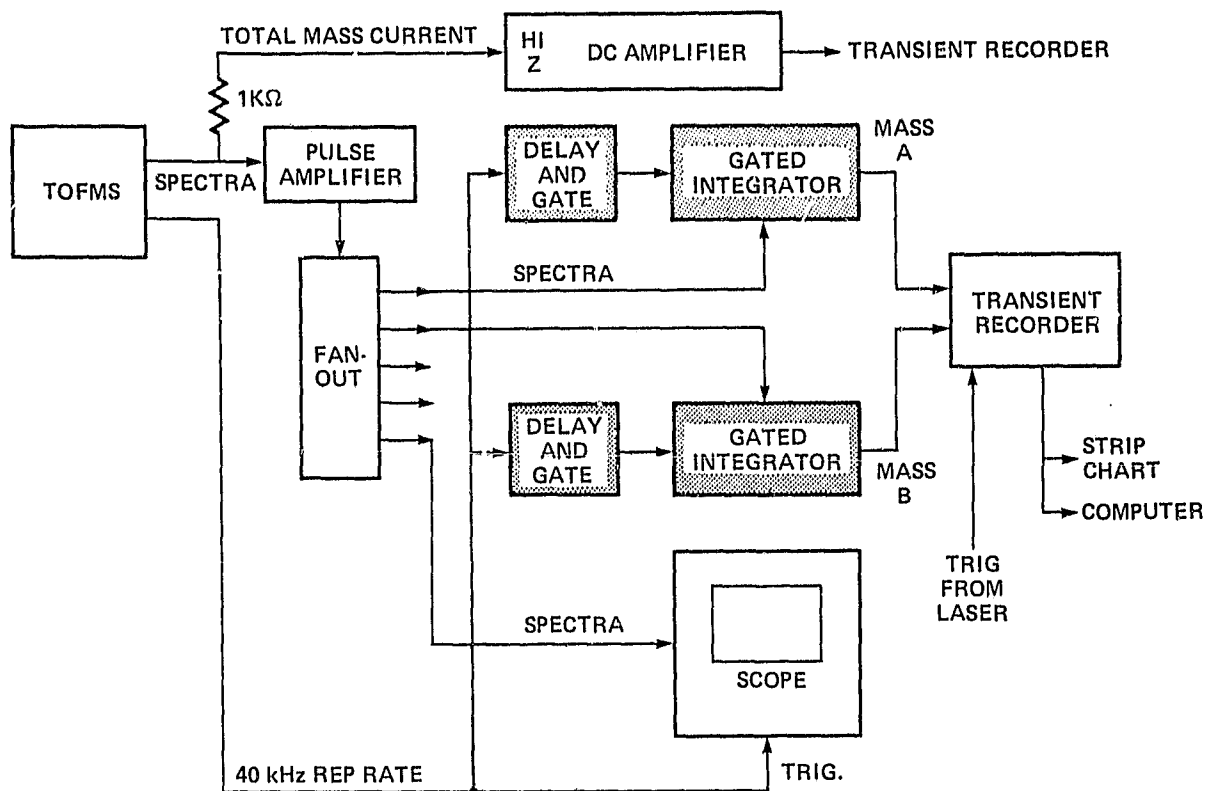 TOTAL MASS CURRENT
HI
Z
DC AMPLIFIER
TRANSIENT RECORDER
1KΩ
TOFMS
SPECTRA
PULSE
AMPLIFIER
DELAY
AND
GATE
GATED
INTEGRATOR
MASS
A
SPECTRA
FAN-
OUT
TRANSIENT
RECORDER
DELAY
AND
GATE
GATED
INTEGRATOR
MASS
B
STRIP
CHART
COMPUTER
TRIG
FROM
LASER
SPECTRA
SCOPE
40 kHz REP RATE
TRIG.